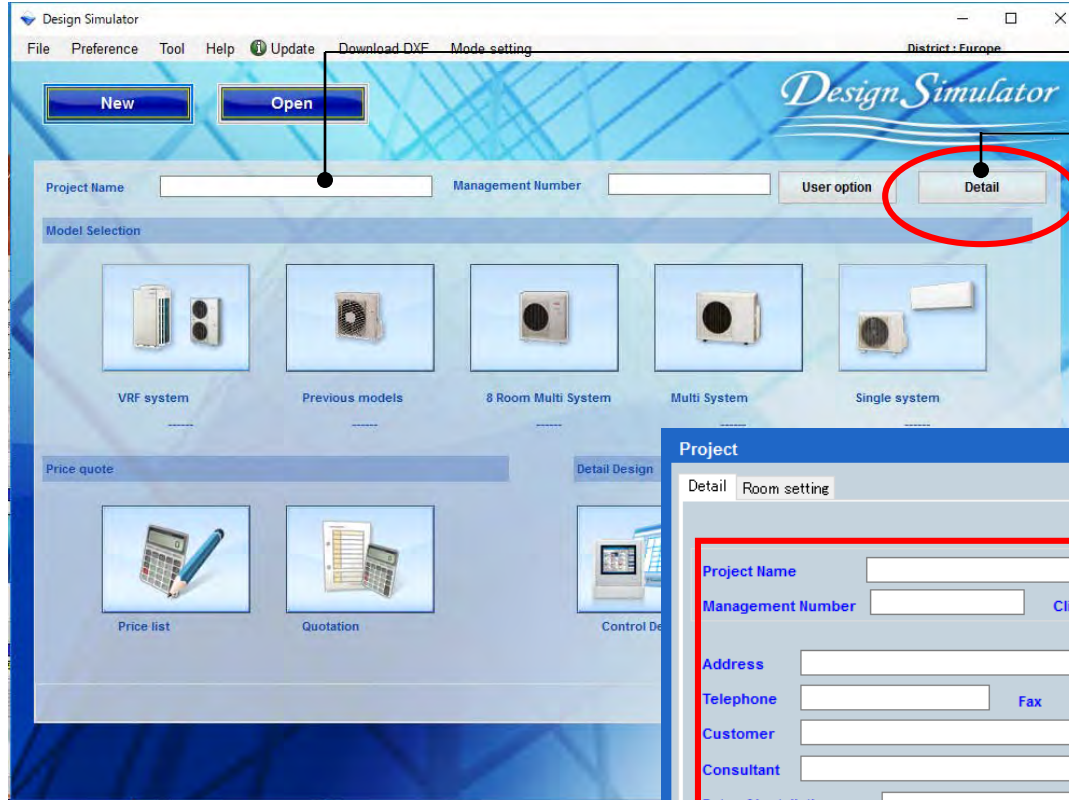 Design Simulator
File Preference Tool Help Update Download DXF Mode setting District : Europe
New Open Design Simulator
Project Name Management Number User option Detail
Model Selection
VRF system Previous models 8 Room Multi System Multi System Single system
------ ------ ------ ------ ------
Price quote Detail Design
Price list Quotation Control De
Project
Detail Room setting
Project Name
Management Number Cli
Address
Telephone Fax
Customer
Consultant